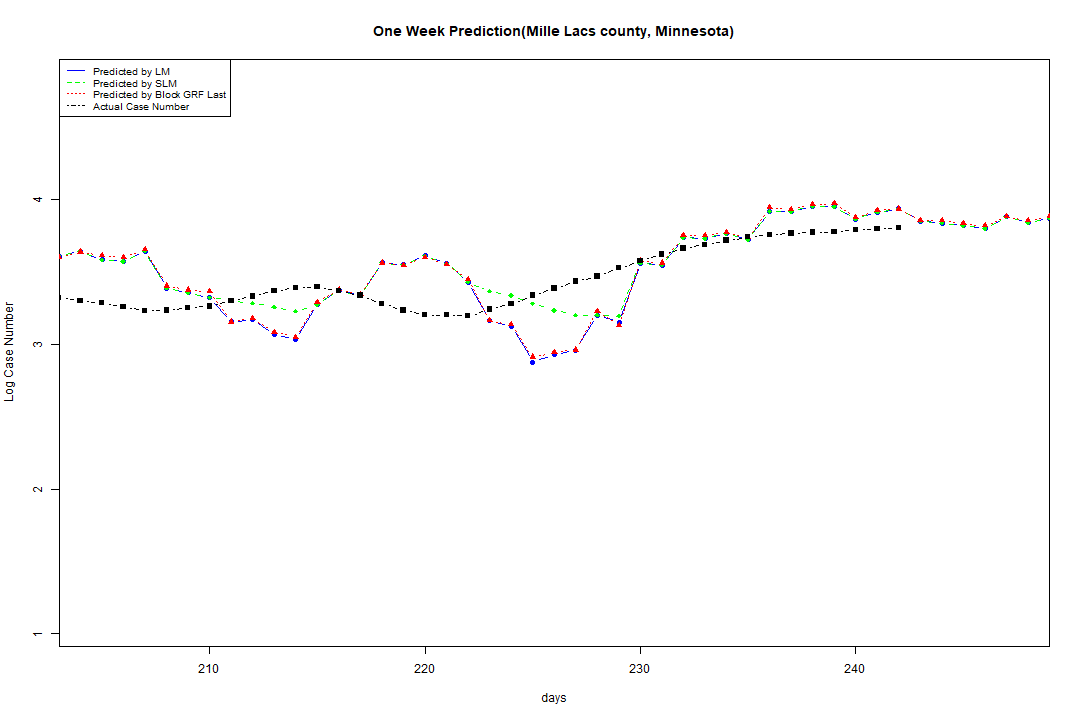 One Week Prediction(Mille Lacs county, Minnesota)
Predicted by LM
Predicted by SLM
Predicted by Block GRF Last
Actual Case Number
4
3
2
1
Log Case Number
210 220 230 240
days